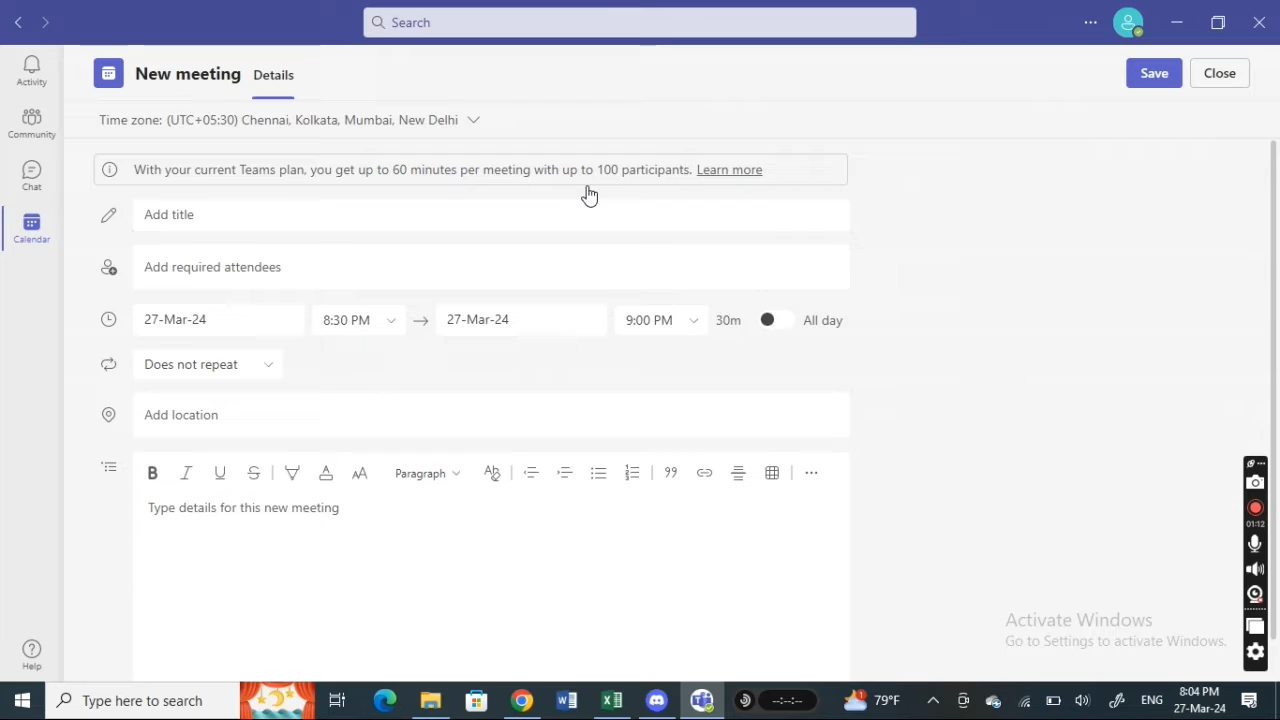 Search
Activity
Community
Chat
Calendar
Help
New meeting
Details
Save
Close
Time zone: (UTC+05:30) Chennai, Kolkata, Mumbai, New Delhi
With your current Teams plan, you get up to 60 minutes per meeting with up to 100 participants. Learn more
Add title
Add required attendees
27-Mar-24 8:30 PM 27-Mar-24 9:00 PM 30m All day
Does not repeat
Add location
Paragraph
Type details for this new meeting
01:12
Activate Windows
Go to Settings to activate Windows.
Type here to search
--:--:--
1
79°F
ENG
8:04 PM
27-Mar-24